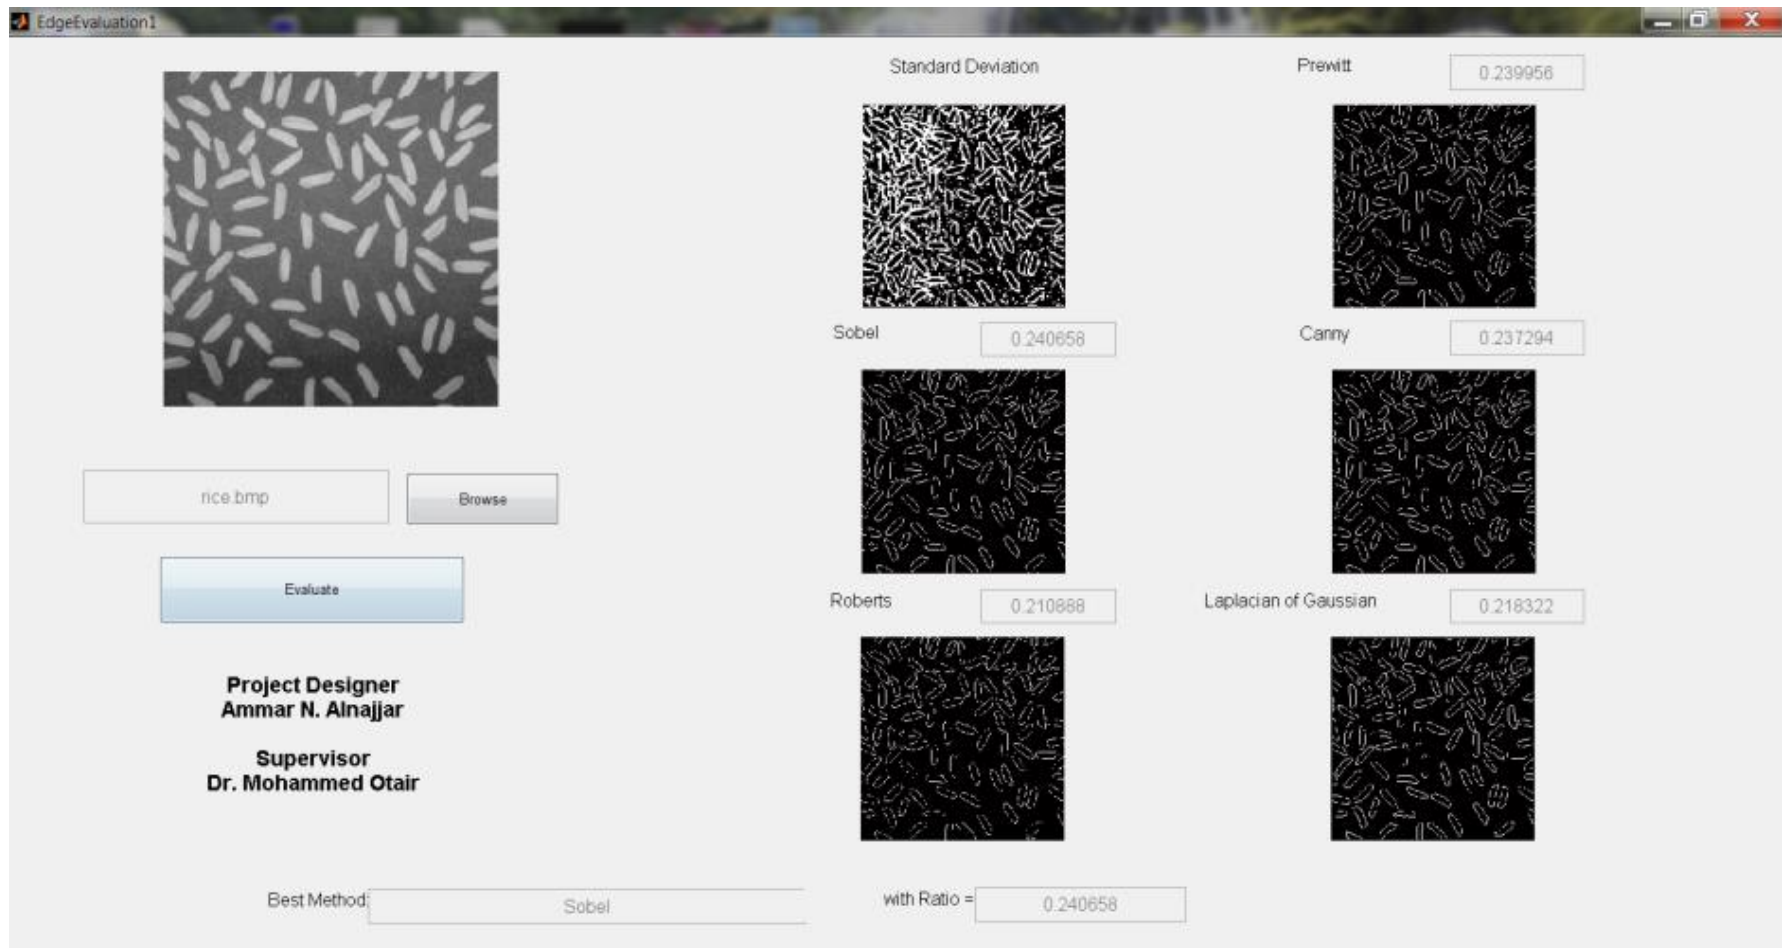 EdgeEvaluation1
Standard Deviation
Prewitt
0.239956
Sobel
0.240658
Canny
0.237294
rice.bmp
Browse
Evaluate
Roberts
0.210888
Laplacian of Gaussian
0.218322
Project Designer
Ammar N. Alnajjar
Supervisor
Dr. Mohammed Otair
Best Method:
Sobel
with Ratio =
0.240658